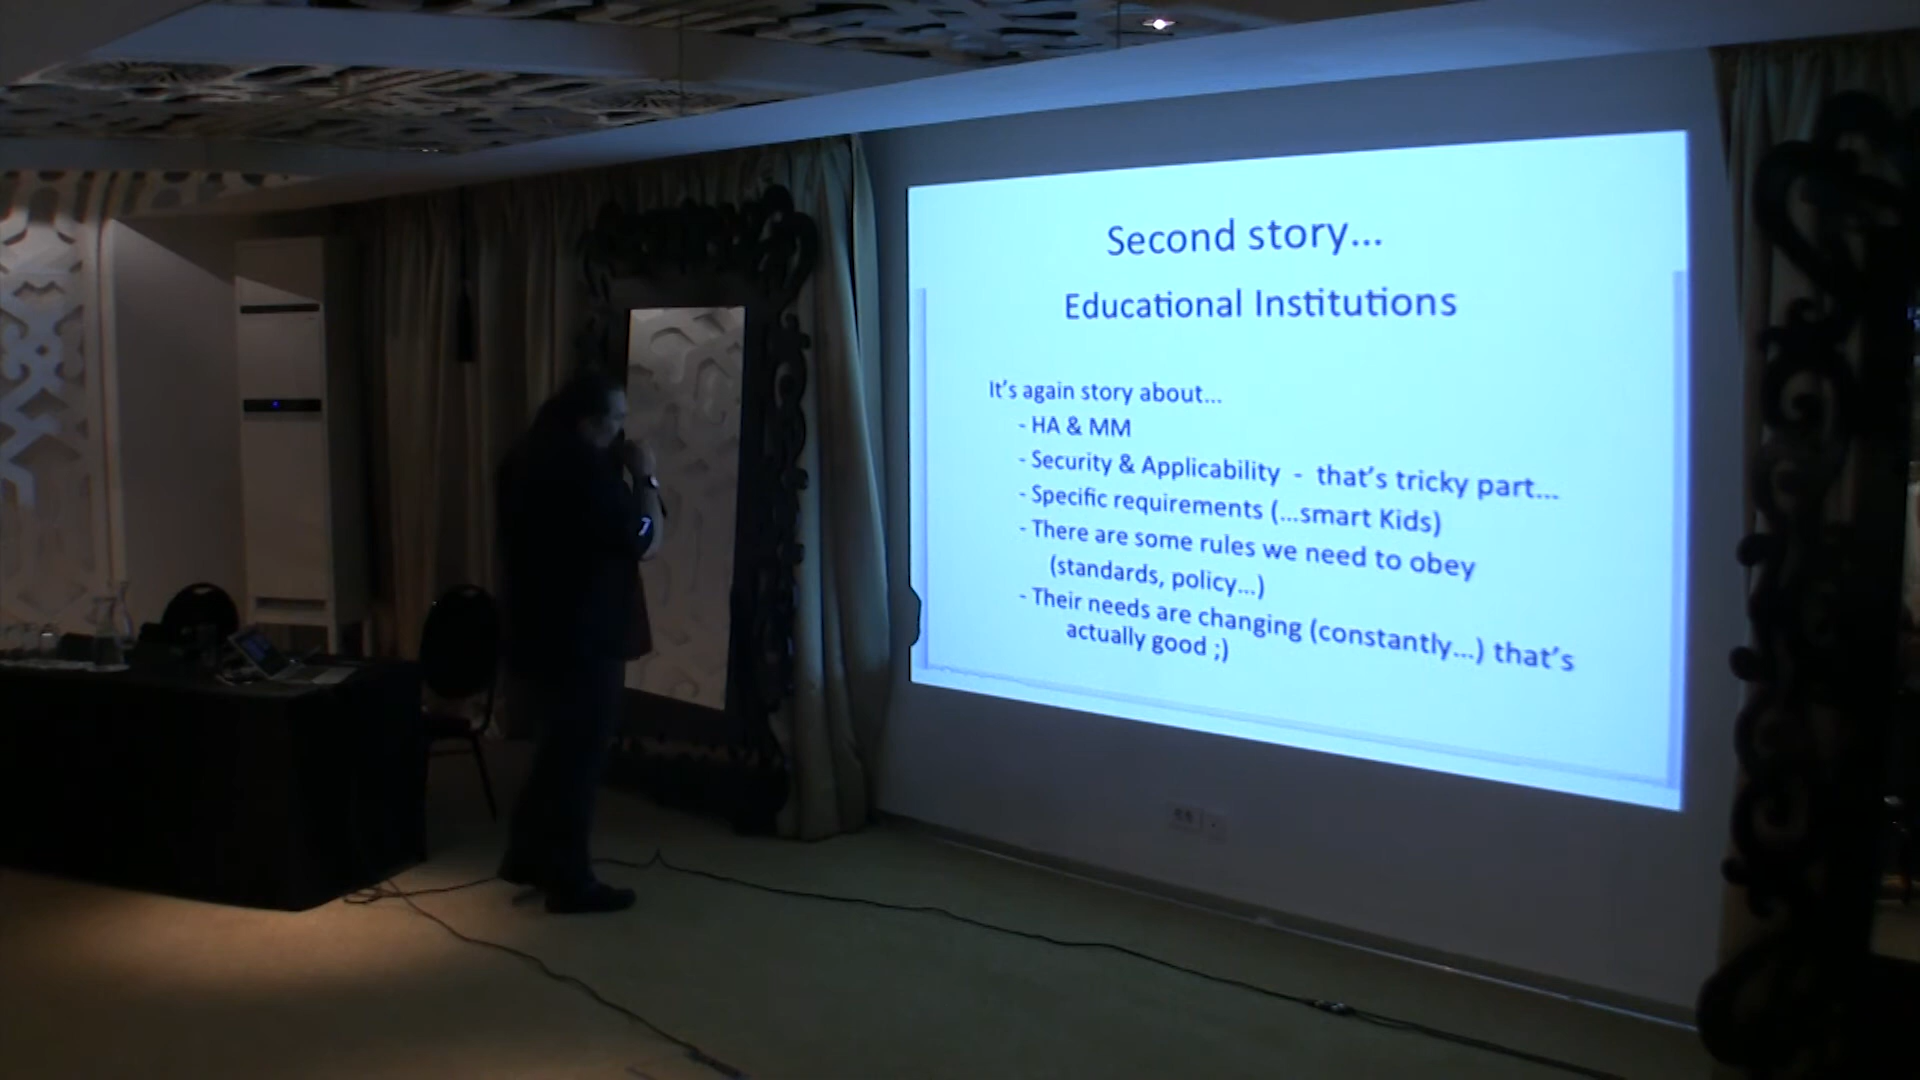 Second story...
Educational Institutions
It's again story about...
- HA & MM
- Security & Applicability - that's tricky part...
- Specific requirements (...smart Kids)
- There are some rules we need to obey
(standards, policy...)
- Their needs are changing (constantly...) that's
actually good ;)